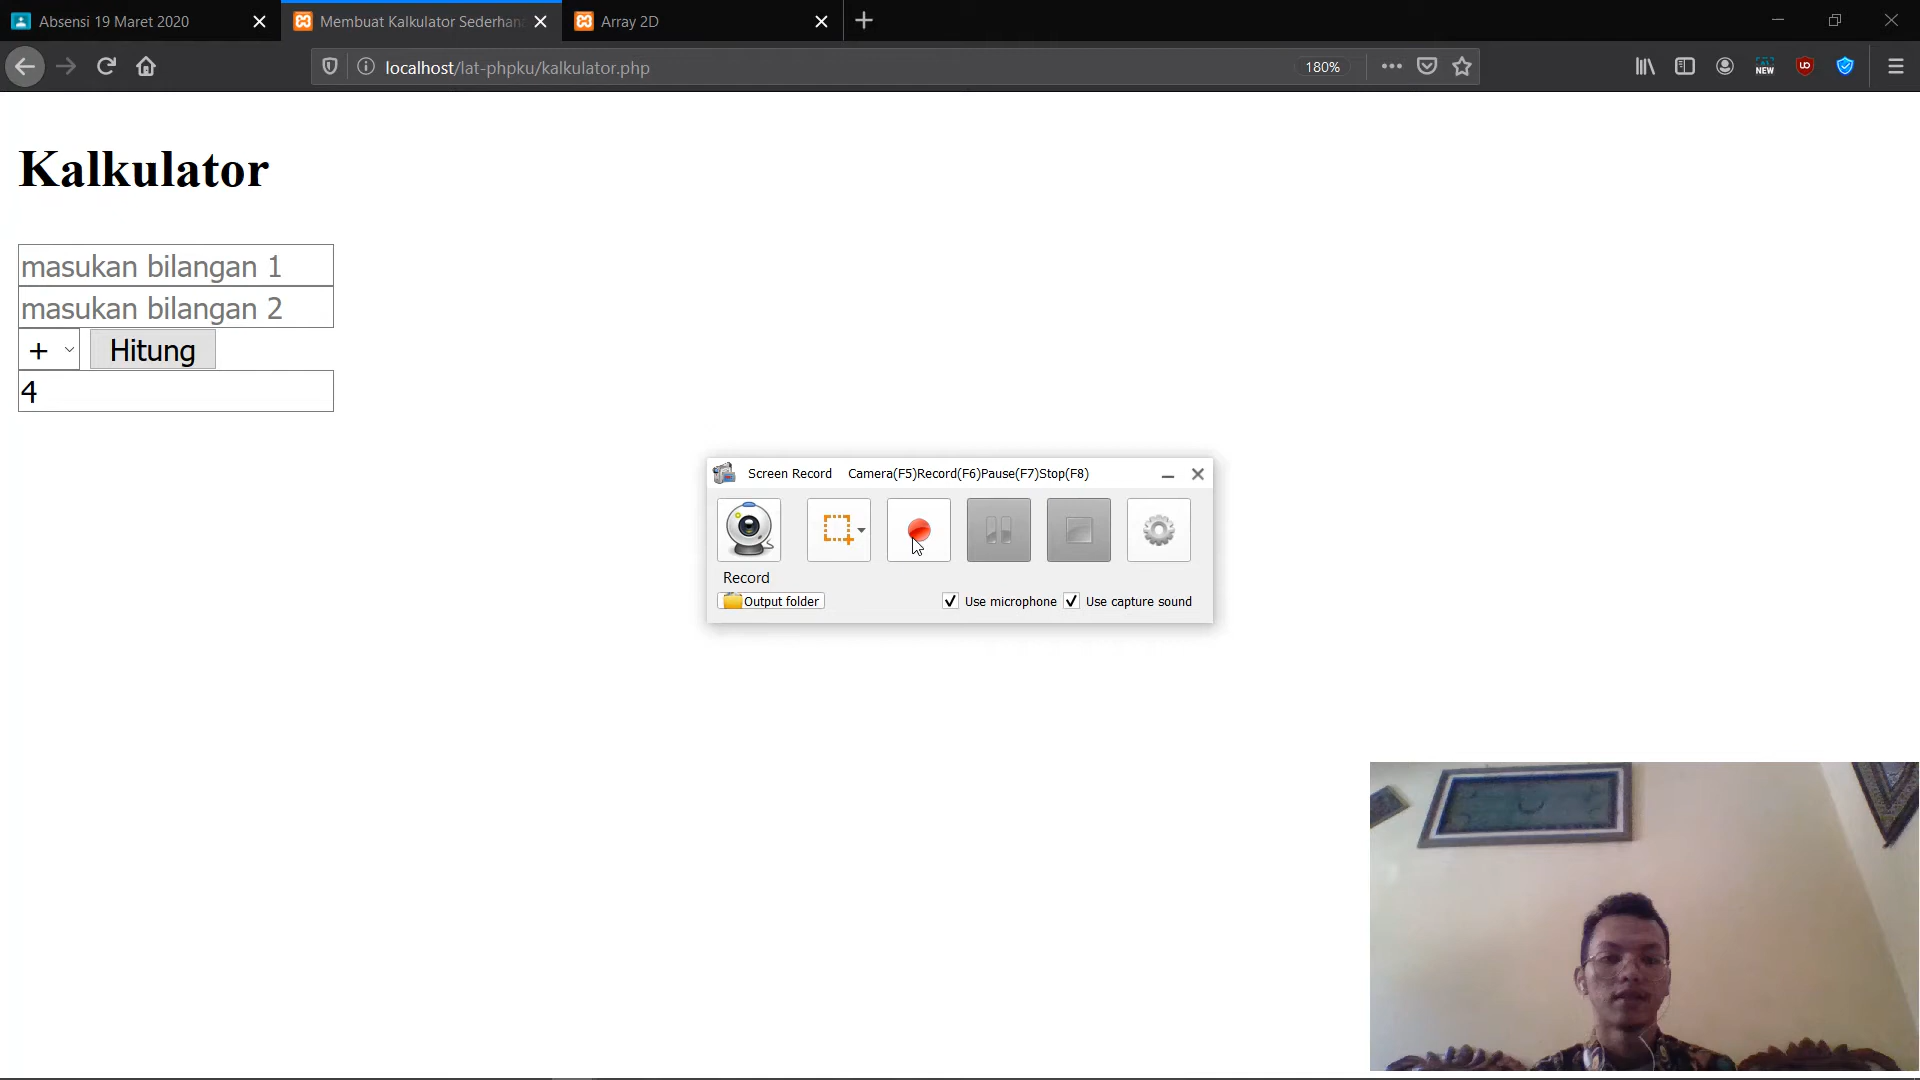 Absensi 19 Maret 2020
Membuat Kalkulator Sederhan
Array 2D
localhost/lat-phpku/kalkulator.php
180%
NEW
Kalkulator
masukan bilangan 1
masukan bilangan 2
+ Hitung
4
Screen Record Camera(F5)Record(F6)Pause(F7)Stop(F8)
Record
Output folder Use microphone Use capture sound